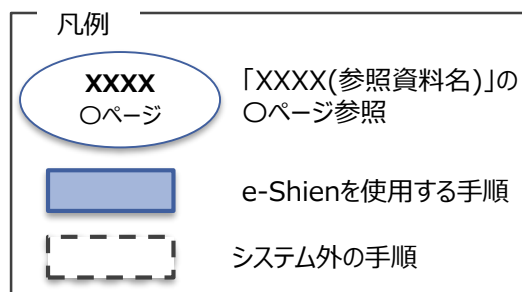 凡例
XXXX
〇ページ
「XXXX(参照資料名)」の
〇ページ参照
e-Shienを使用する手順
システム外の手順